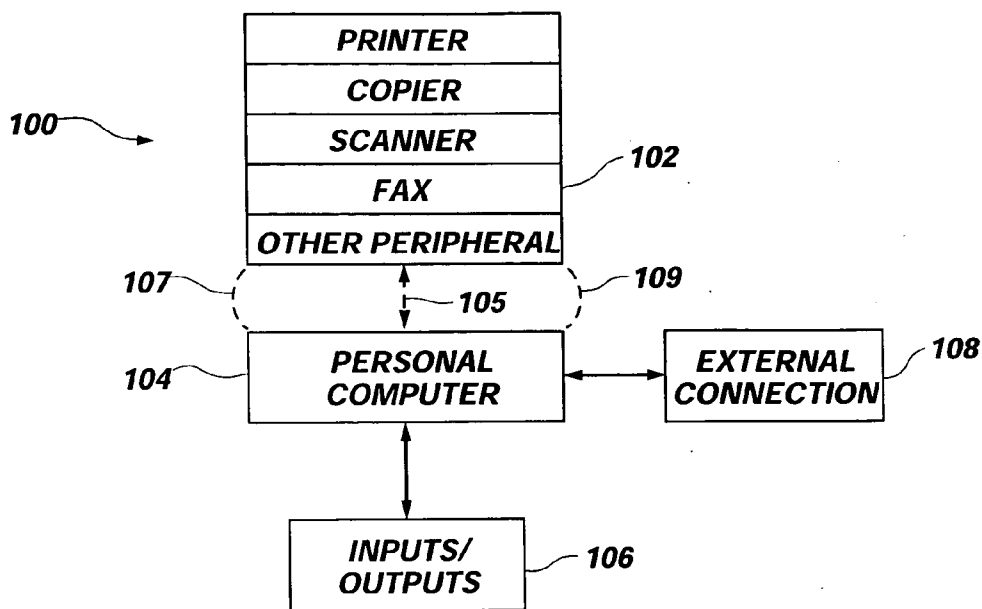 PRINTER
COPIER
100
SCANNER
102
FAX
OTHER PERIPHERAL
107
109
105
104
PERSONAL
COMPUTER
EXTERNAL
CONNECTION
108
INPUTS/
OUTPUTS
106